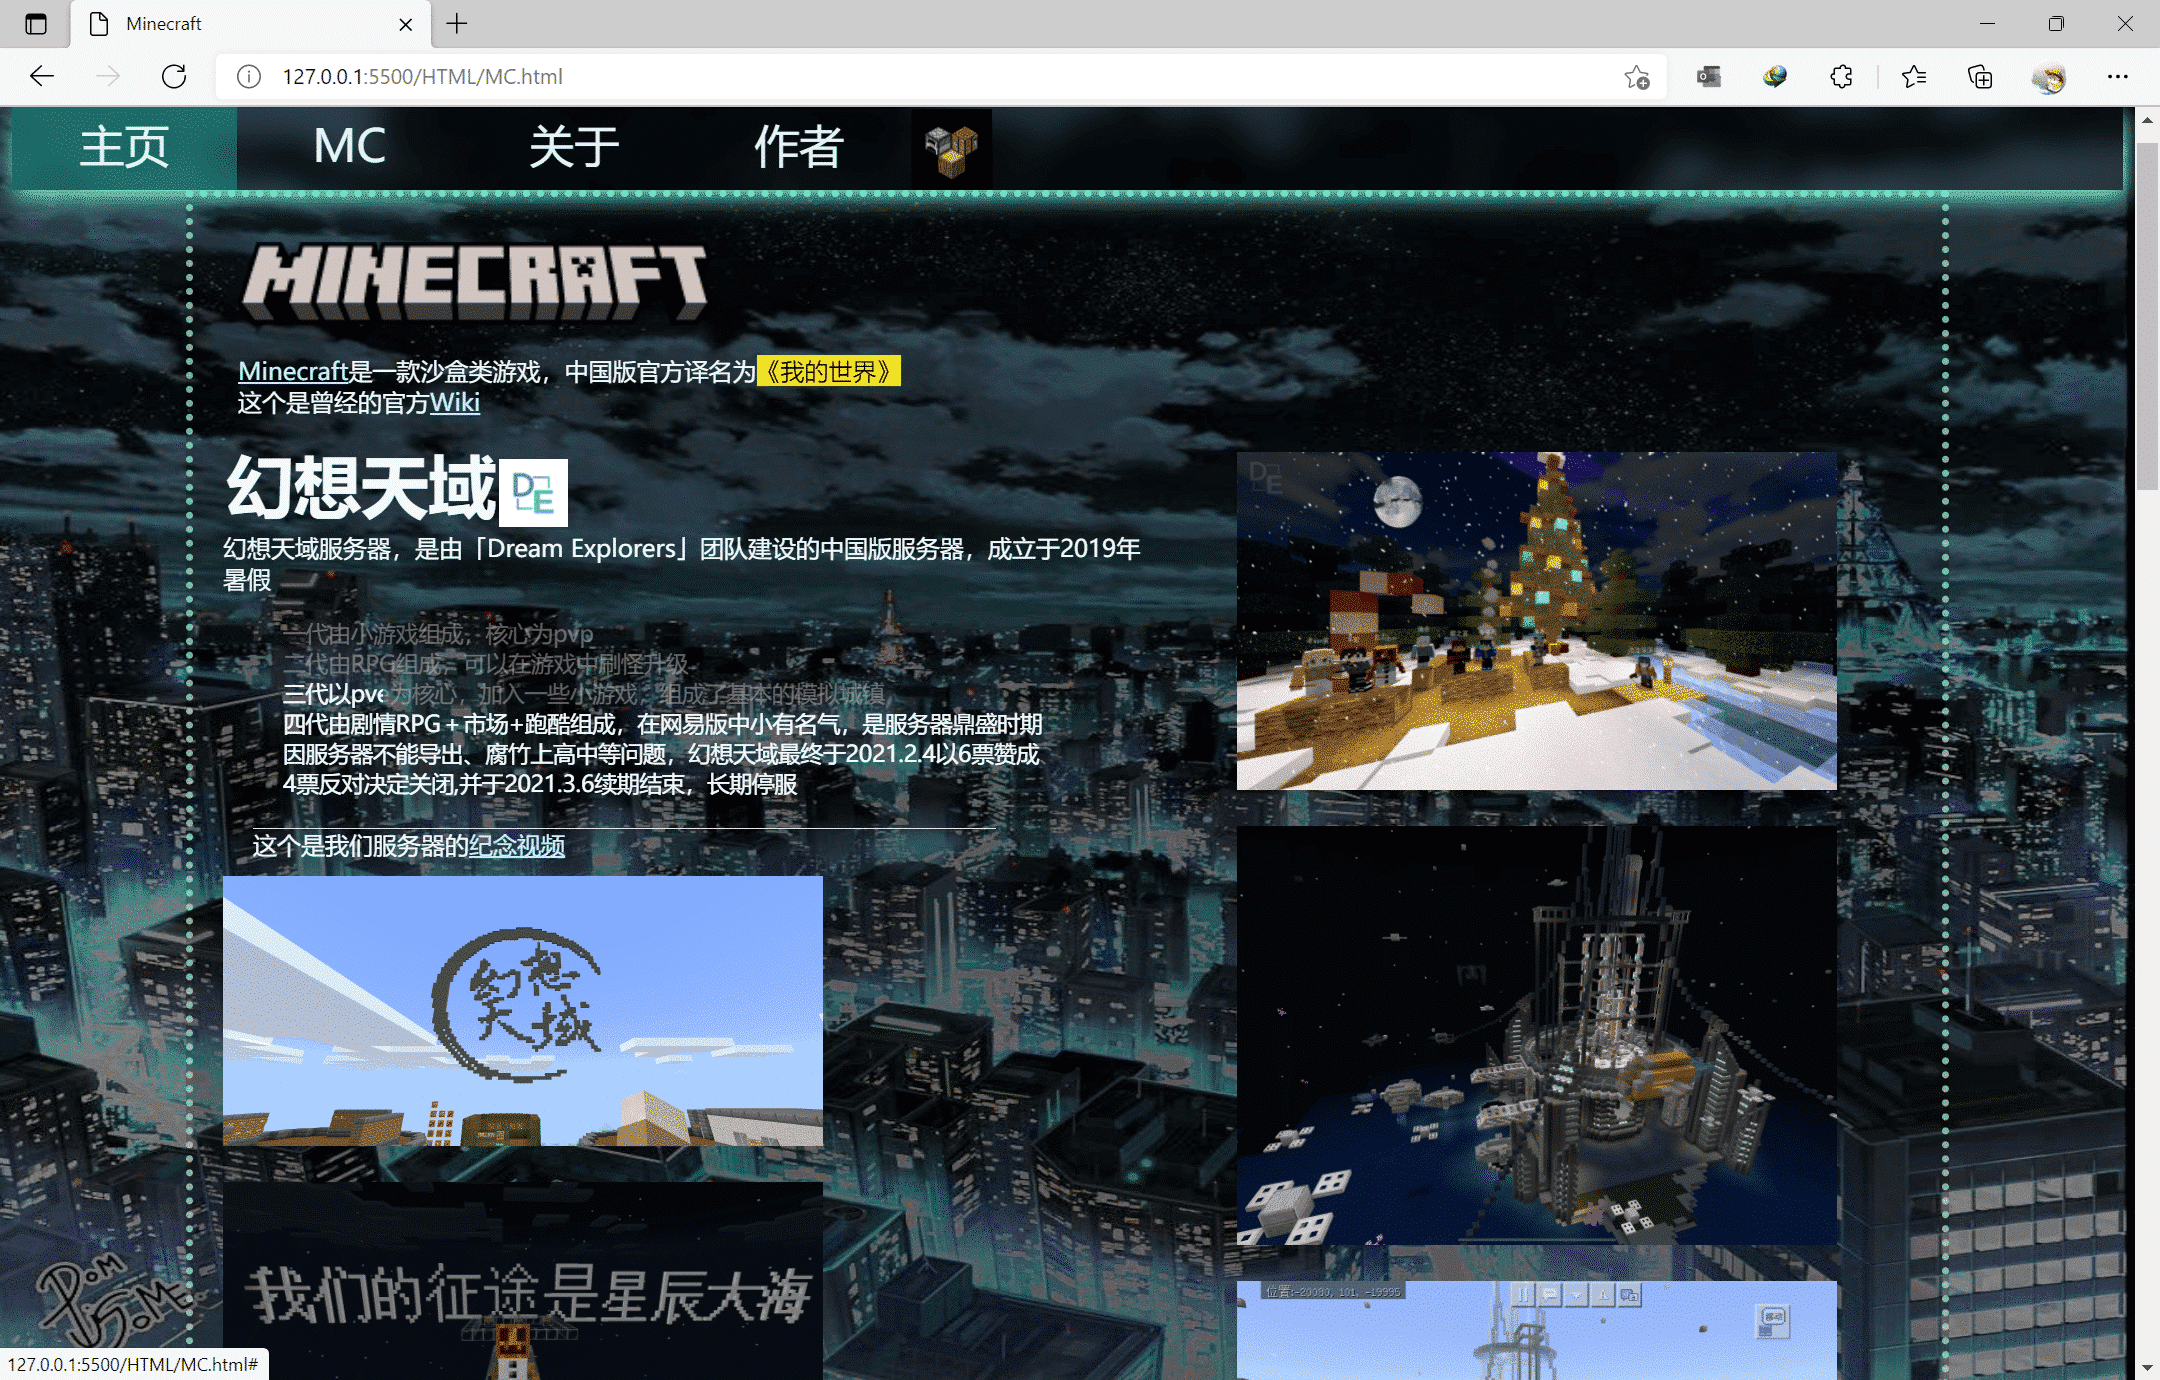 Minecraft
127.0.0.1:5500/HTML/MC.html
主页 MC 关于 作者
MINECRAFT
Minecraft是一款沙盒类游戏，中国版官方译名为《我的世界》
这个是曾经的官方Wiki
幻想天域 DE
DE
幻想天域服务器，是由「Dream Explorers」团队建设的中国版服务器，成立于2019年
暑假
一代由小游戏组成，核心为pvp
二代由RPG组成，可以在游戏中刷怪升级
三代以pve为核心，加入一些小游戏，组成了基本的模拟城镇
四代由剧情RPG＋市场+跑酷组成，在网易版中小有名气，是服务器鼎盛时期
因服务器不能导出、腐竹上高中等问题，幻想天域最终于2021.2.4以6票赞成
4票反对决定关闭,并于2021.3.6续期结束，长期停服
这个是我们服务器的纪念视频
幻想
天域
我们的征途是星辰大海
位置:-20080, 101, -19995
127.0.0.1:5500/HTML/MC.html#